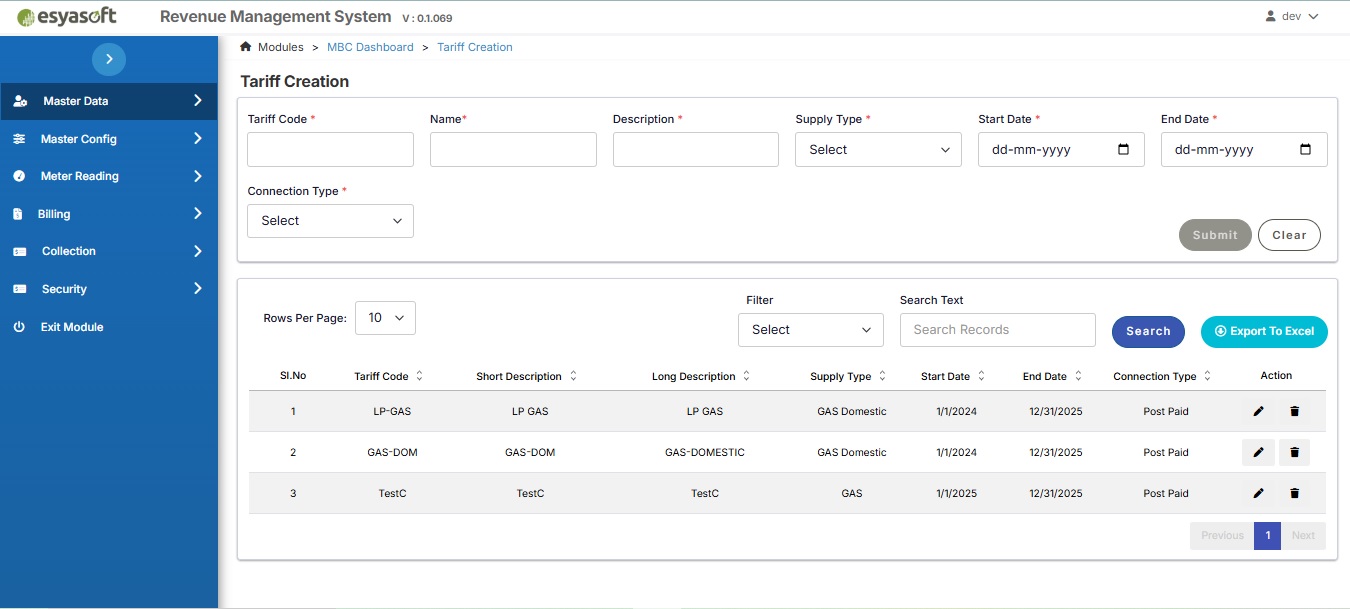 esyasoft Revenue Management System V : 0.1.069 dev
Modules > MBC Dashboard > Tariff Creation
Tariff Creation
Tariff Code * Name* Description * Supply Type * Start Date * End Date *
Select dd-mm-yyyy dd-mm-yyyy
Connection Type *
Select
Submit Clear
Master Data
Master Config
Meter Reading
Billing
Collection
Security
Exit Module
Filter Search Text
Rows Per Page: 10 Select Search Records Search Export To Excel
Sl.No Tariff Code Short Description Long Description Supply Type Start Date End Date Connection Type Action
1 LP-GAS LP GAS LP GAS GAS Domestic 1/1/2024 12/31/2025 Post Paid
2 GAS-DOM GAS-DOM GAS-DOMESTIC GAS Domestic 1/1/2024 12/31/2025 Post Paid
3 TestC TestC TestC GAS 1/1/2025 12/31/2025 Post Paid
Previous 1 Next